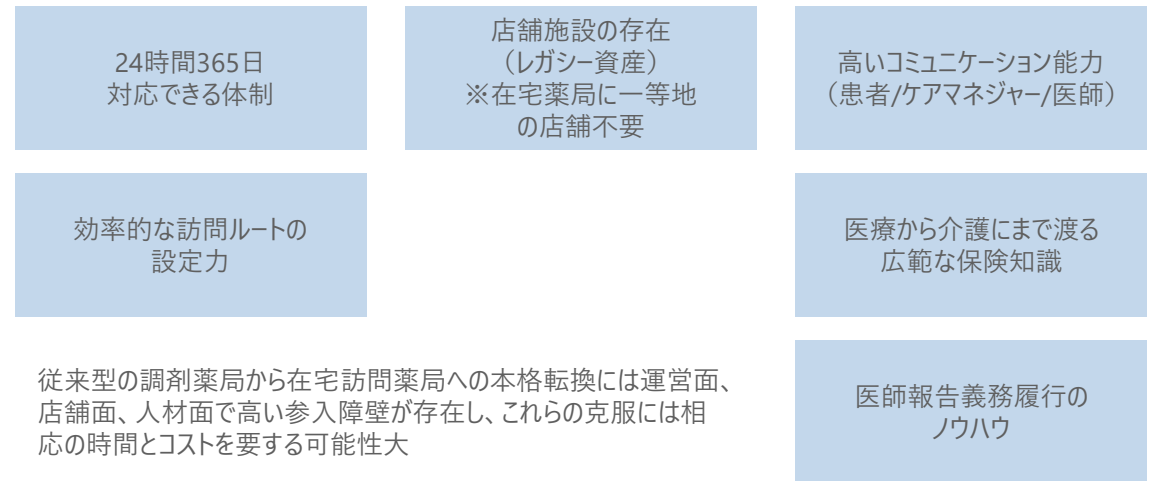 24時間365日
対応できる体制
店舗施設の存在
（レガシー資産）
※在宅薬局に一等地
の店舗不要
高いコミュニケーション能力
（患者/ケアマネジャー/医師）
効率的な訪問ルートの
設定力
医療から介護にまで渡る
広範な保険知識
従来型の調剤薬局から在宅訪問薬局への本格転換には運営面、
店舗面、人材面で高い参入障壁が存在し、これらの克服には相
応の時間とコストを要する可能性大
医師報告義務履行の
ノウハウ